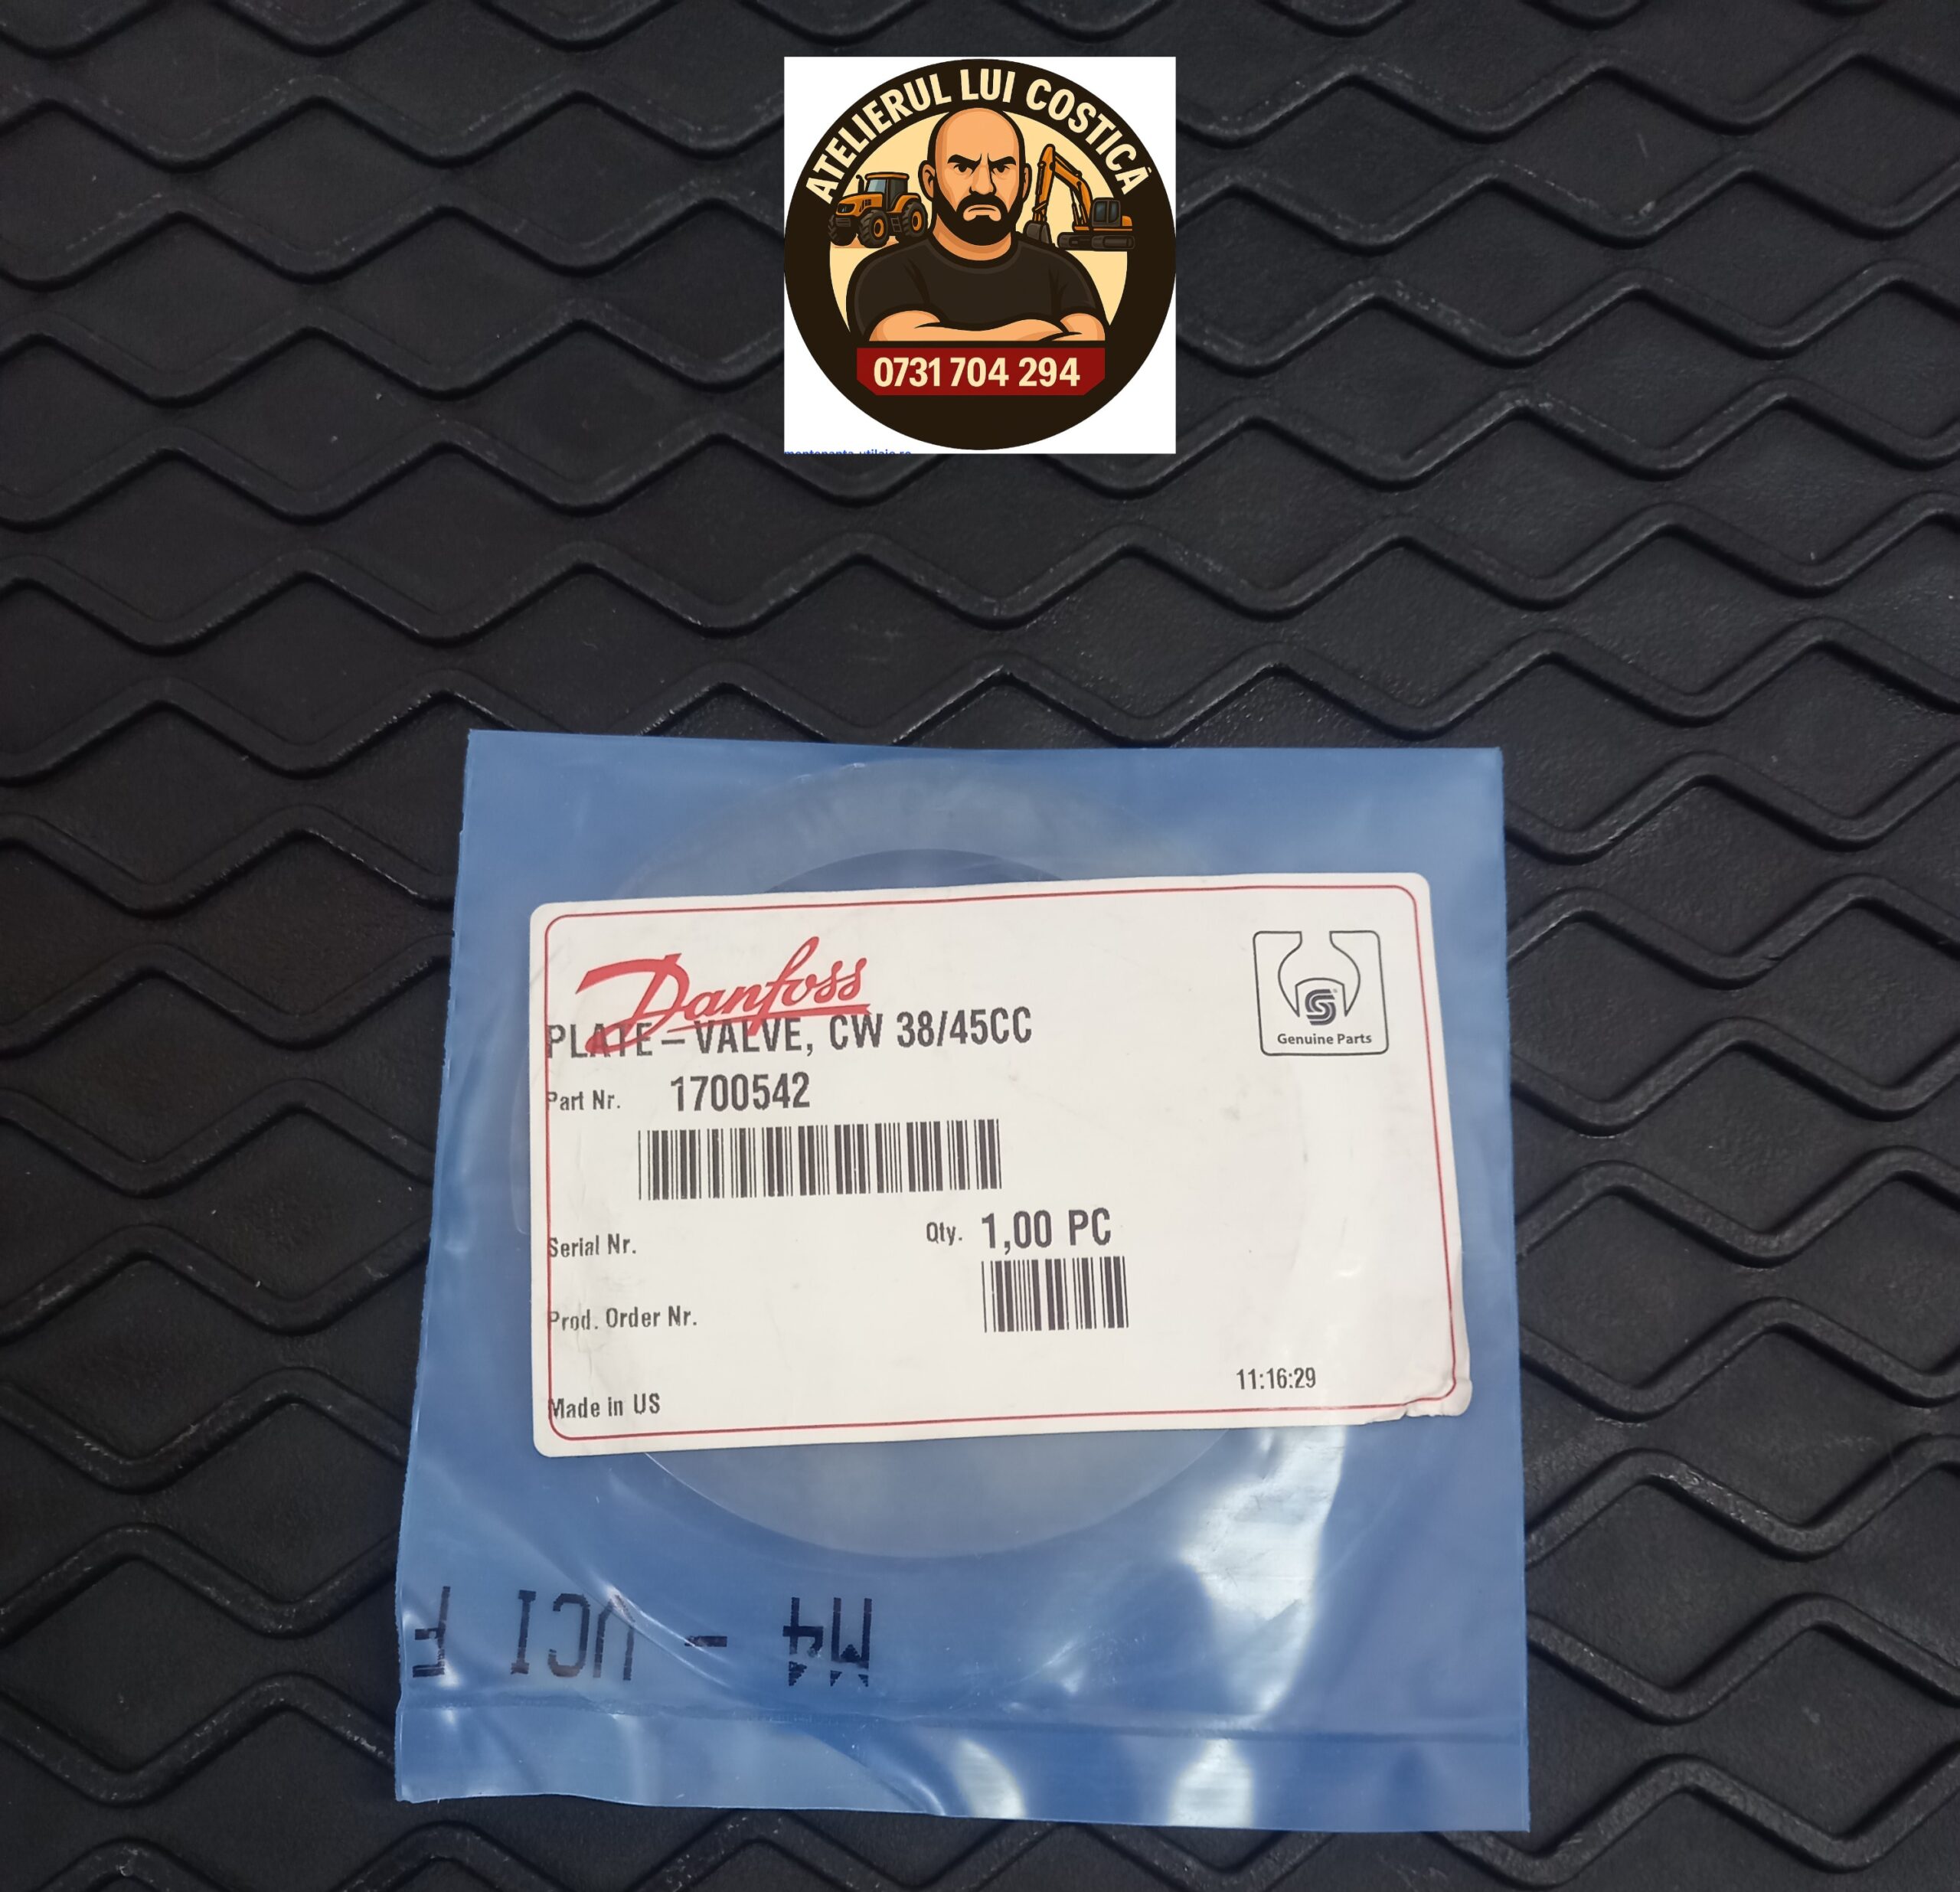 ATELIERUL LUI COSTICĂ
0731 704 294
Danfoss
PLATE-VALVE, CW 38/45CC
Genuine Parts
Part Nr. 1700542
Serial Nr.
Qty. 1,00 PC
Prod. Order Nr.
11:16:29
Made in US
M4 - UCI F